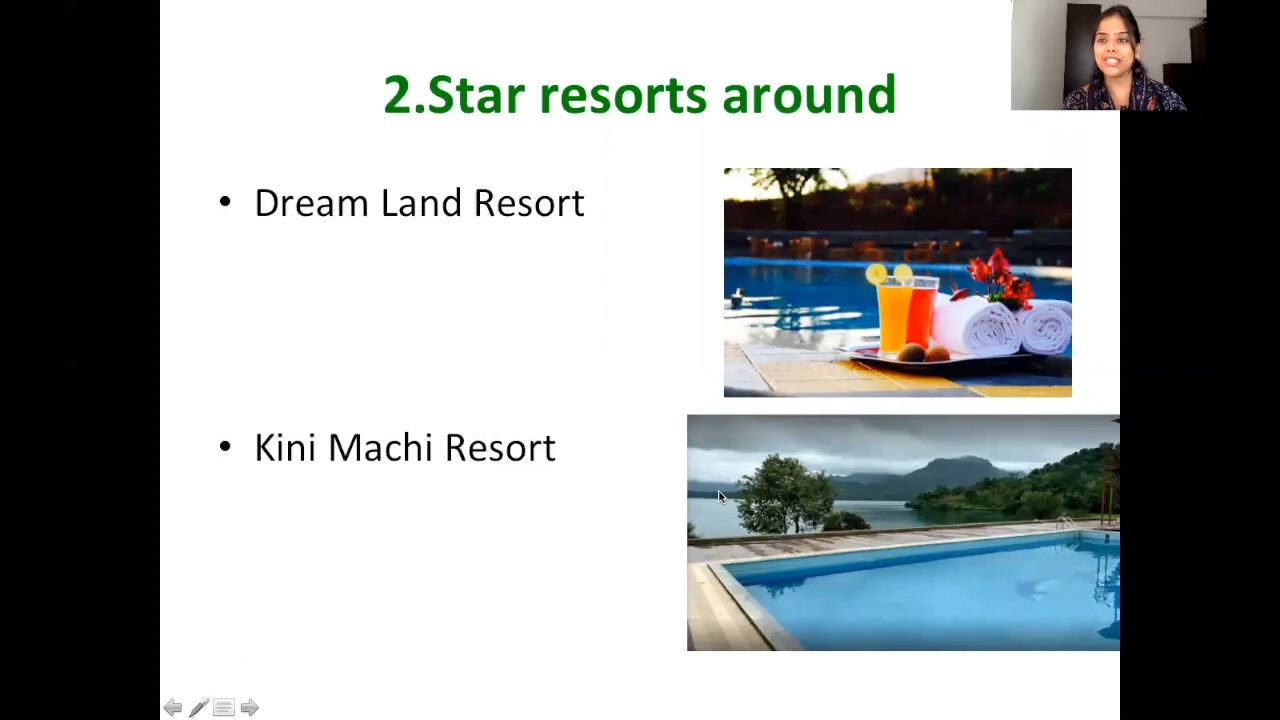 2.Star resorts around
• Dream Land Resort
• Kini Machi Resort